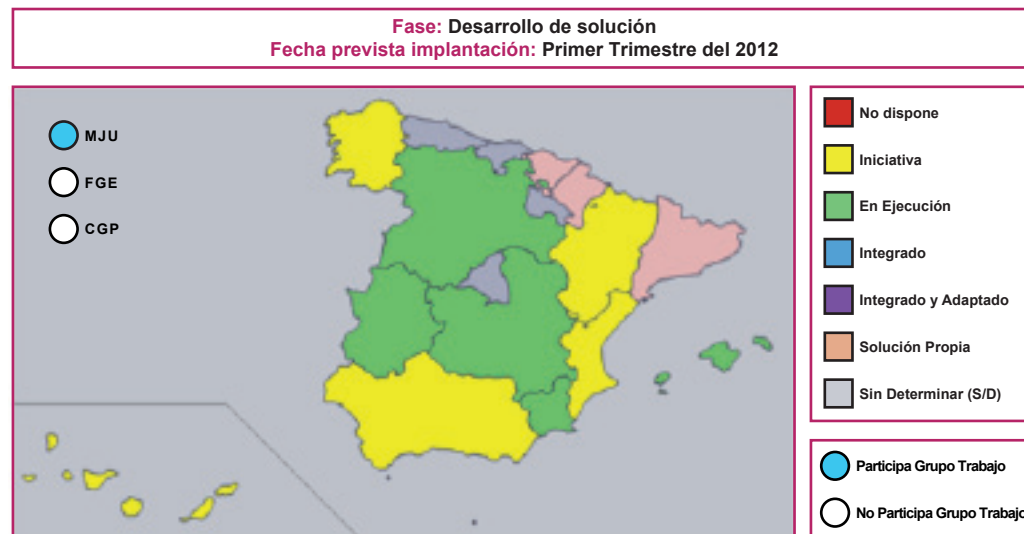 Fase: Desarrollo de solución
Fecha prevista implantación: Primer Trimestre del 2012
MJU
FGE
CGP
No dispone
Iniciativa
En Ejecución
Integrado
Integrado y Adaptado
Solución Propia
Sin Determinar (S/D)
Participa Grupo Trabajo
No Participa Grupo Trabajo